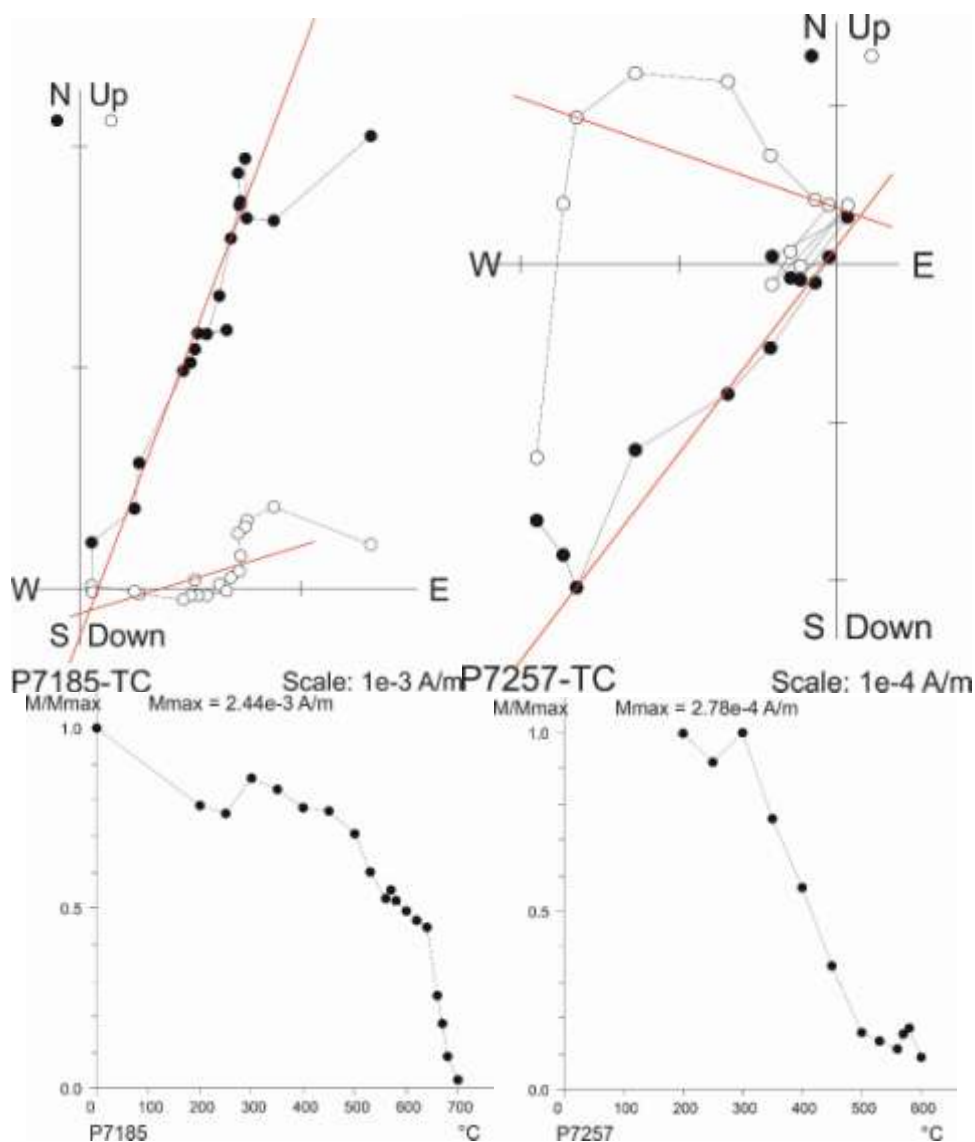 N Up
W E
S Down
P7185-TC Scale: 1e-3 A/m
M/Mmax Mmax = 2.44e-3 A/m
1.0
0.5
0.0
0 100 200 300 400 500 600 700
P7185 °C
N Up
W E
S Down
P7257-TC Scale: 1e-4 A/m
M/Mmax Mmax = 2.78e-4 A/m
1.0
0.5
0.0
0 100 200 300 400 500 600
P7257 °C